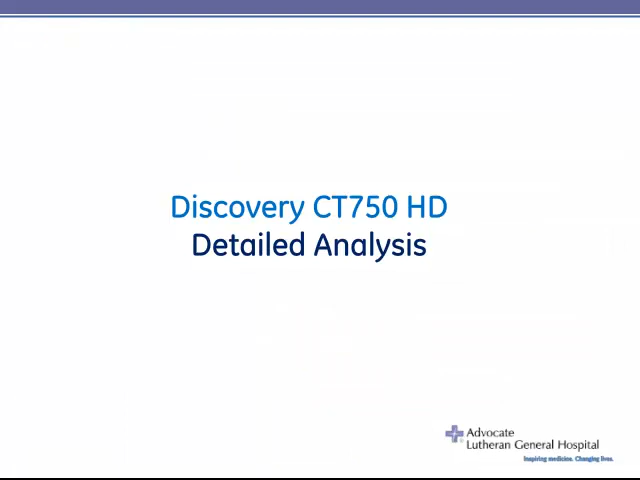 Discovery CT750 HD
Detailed Analysis
Advocate
Lutheran General Hospital
Inspiring medicine. Changing lives.